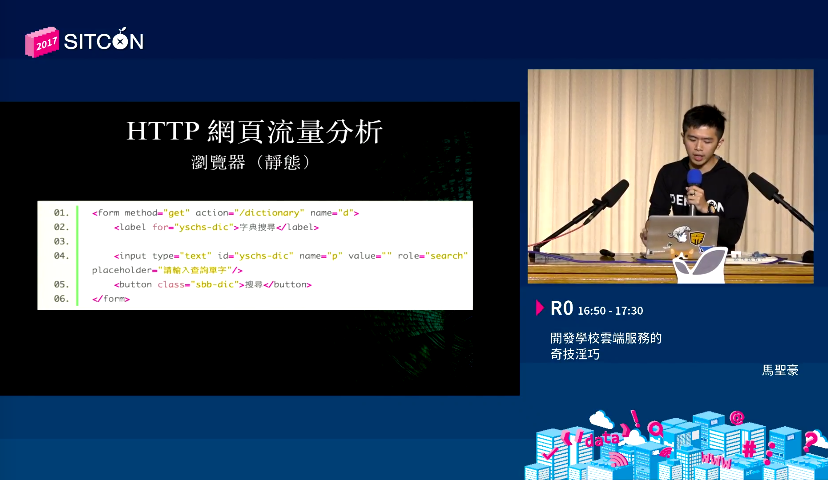 2017 SITCON
HTTP 網頁流量分析
瀏覽器（靜態）
01. <form method="get" action="/dictionary" name="d">
02. <label for="yschs-dic">字典搜尋</label>
03.
04. <input type="text" id="yschs-dic" name="p" value="" role="search"
placeholder="請輸入查詢單字"/>
05. <button class="sbb-dic">搜尋</button>
06. </form>
R0 16:50 - 17:30
開發學校雲端服務的
奇技淫巧
馬聖豪
data
www